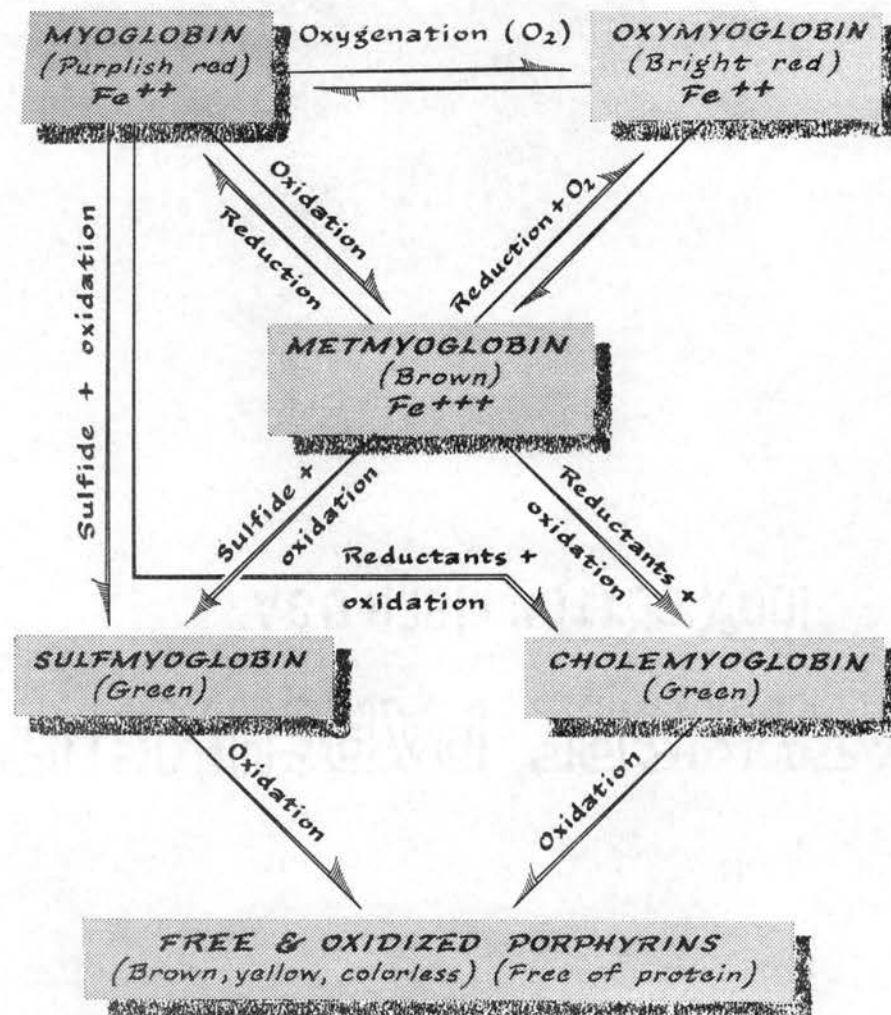 MYOGLOBIN
(Purplish red)
Fe++
Oxygenation (O₂)
OXYMYOGLOBIN
(Bright red)
Fe++
Oxidation
Reduction
Reduction + O₂
Sulfide + oxidation
METMYOGLOBIN
(Brown)
Fe+++
Sulfide +
oxidation
Reductants +
oxidation
Reductants +
oxidation
SULFMYOGLOBIN
(Green)
CHOLEMYOGLOBIN
(Green)
Oxidation
Oxidation
FREE & OXIDIZED PORPHYRINS
(Brown, yellow, colorless) (Free of protein)